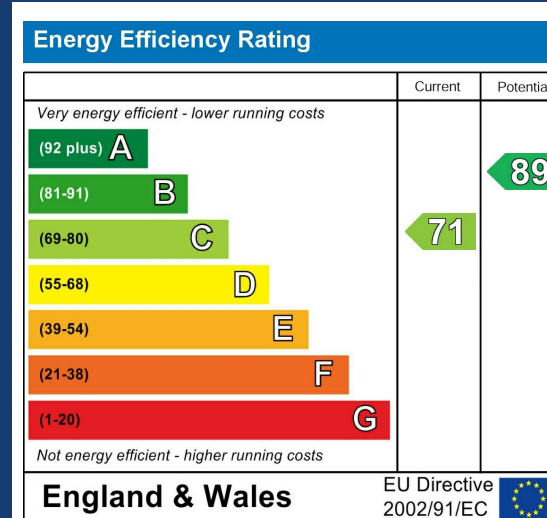 Energy Efficiency Rating
Current Potentia
Very energy efficient - lower running costs
(92 plus) A
(81-91) B
89
(69-80) C
71
(55-68) D
(39-54) E
(21-38) F
(1-20) G
Not energy efficient - higher running costs
England & Wales
EU Directive
2002/91/EC